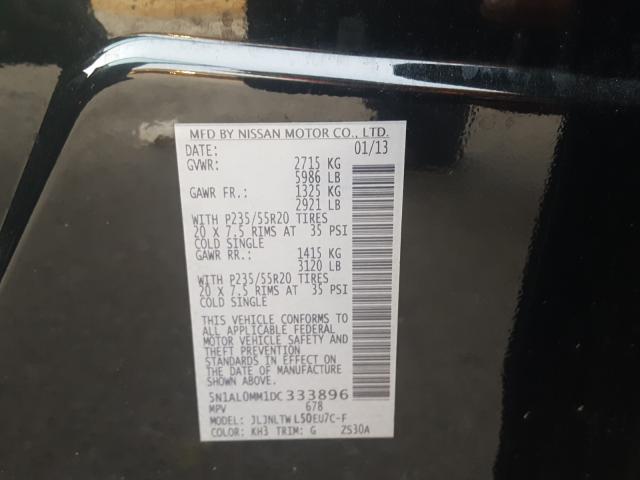 MFD BY NISSAN MOTOR CO., LTD.
DATE: 01/13
GVWR: 2715 KG
5986 LB
GAWR FR.: 1325 KG
2921 LB
WITH P235/55R20 TIRES
20 X 7.5 RIMS AT 35 PSI
COLD SINGLE
GAWR RR.: 1415 KG
3120 LB
WITH P235/55R20 TIRES
20 X 7.5 RIMS AT 35 PSI
COLD SINGLE
THIS VEHICLE CONFORMS TO
ALL APPLICABLE FEDERAL
MOTOR VEHICLE SAFETY AND
THEFT PREVENTION
STANDARDS IN EFFECT ON
THE DATE OF MANUFACTURE
SHOWN ABOVE.
5N1AL0MM1DC333896
MPV 678
MODEL: JLJNLTWL50EU7C-F
COLOR: KH3 TRIM: G ZS30A